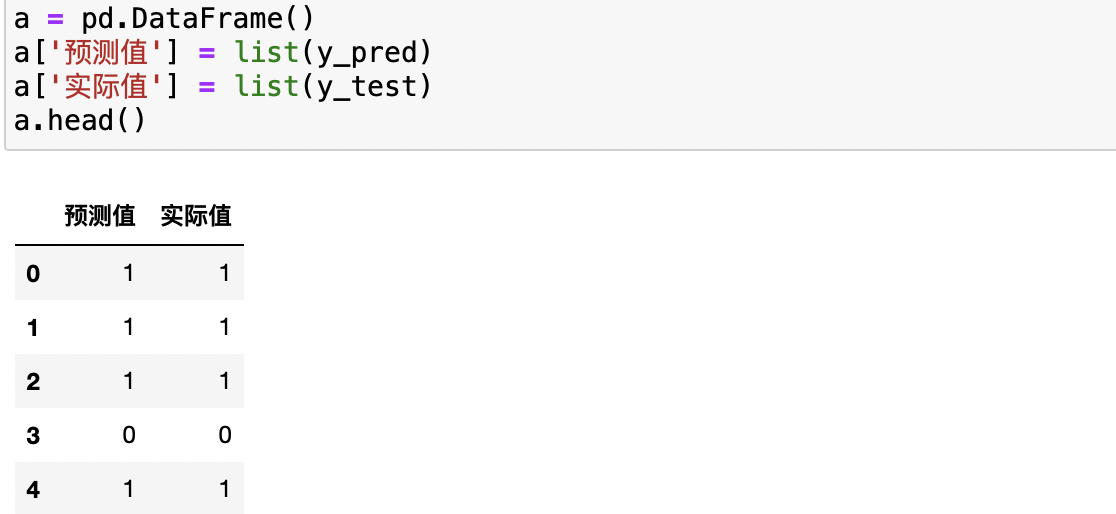 a = pd.DataFrame()
a['预测值'] = list(y_pred)
a['实际值'] = list(y_test)
a.head()
预测值 实际值
0 1 1
1 1 1
2 1 1
3 0 0
4 1 1